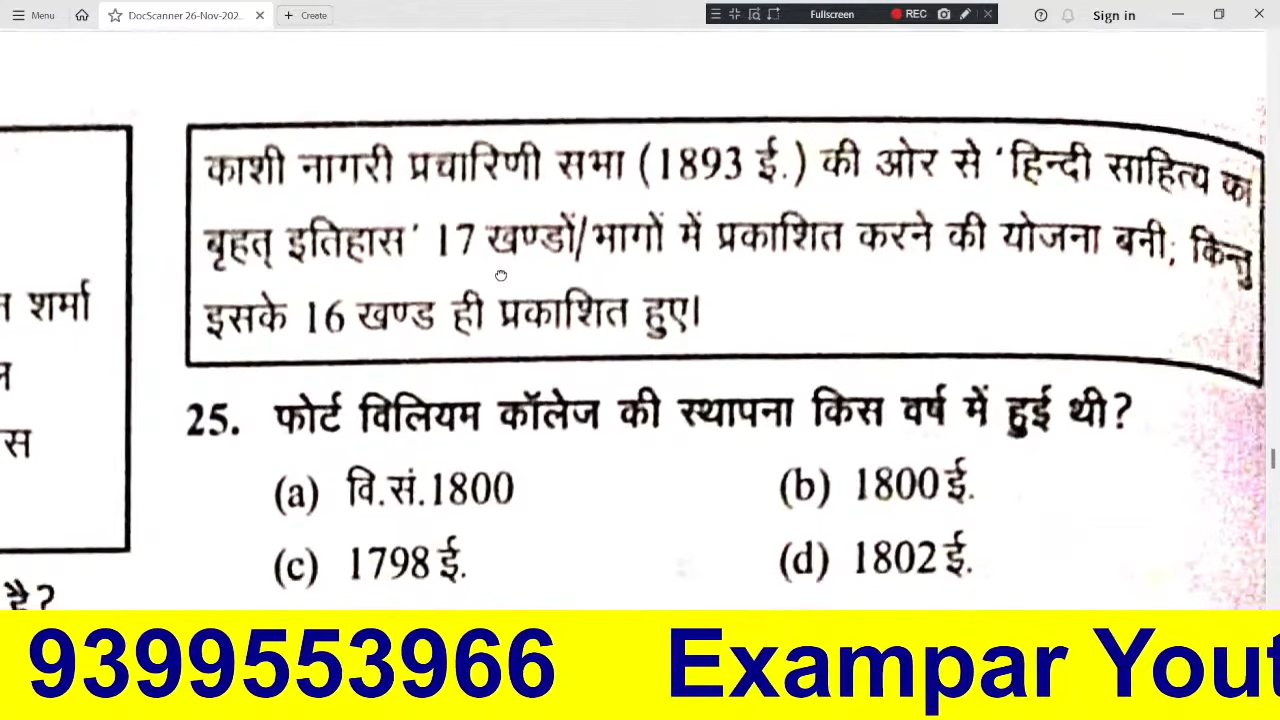 Menu
DocScanner 26-Nov-202...
Create
Fullscreen
REC
Sign in
काशी नागरी प्रचारिणी सभा (1893 ई.) की ओर से 'हिन्दी साहित्य का
बृहत् इतिहास' 17 खण्डों/भागों में प्रकाशित करने की योजना बनी; किन्तु
इसके 16 खण्ड ही प्रकाशित हुए।
शर्मा
स
है?
25. फोर्ट विलियम कॉलेज की स्थापना किस वर्ष में हुई थी?
(a) वि.सं.1800 (b) 1800 ई.
(c) 1798 ई. (d) 1802 ई.
9399553966 Exampar Yout